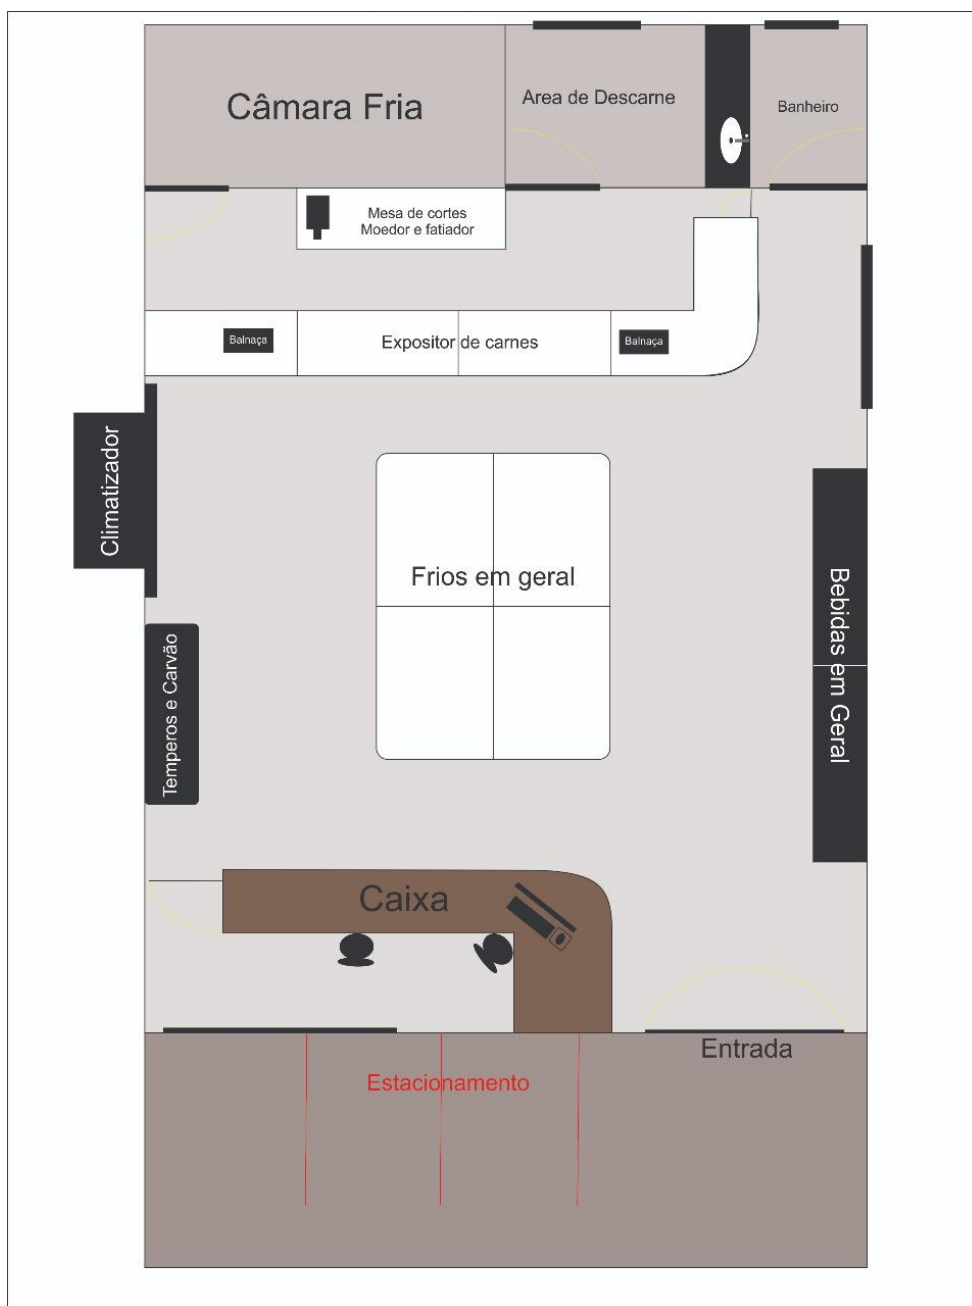 Câmara Fria
Area de Descarne
Banheiro
Mesa de cortes
Moedor e fatiador
Balnaça
Expositor de carnes
Balnaça
Climatizador
Frios em geral
Bebidas em Geral
Temperos e Carvão
Caixa
Entrada
Estacionamento